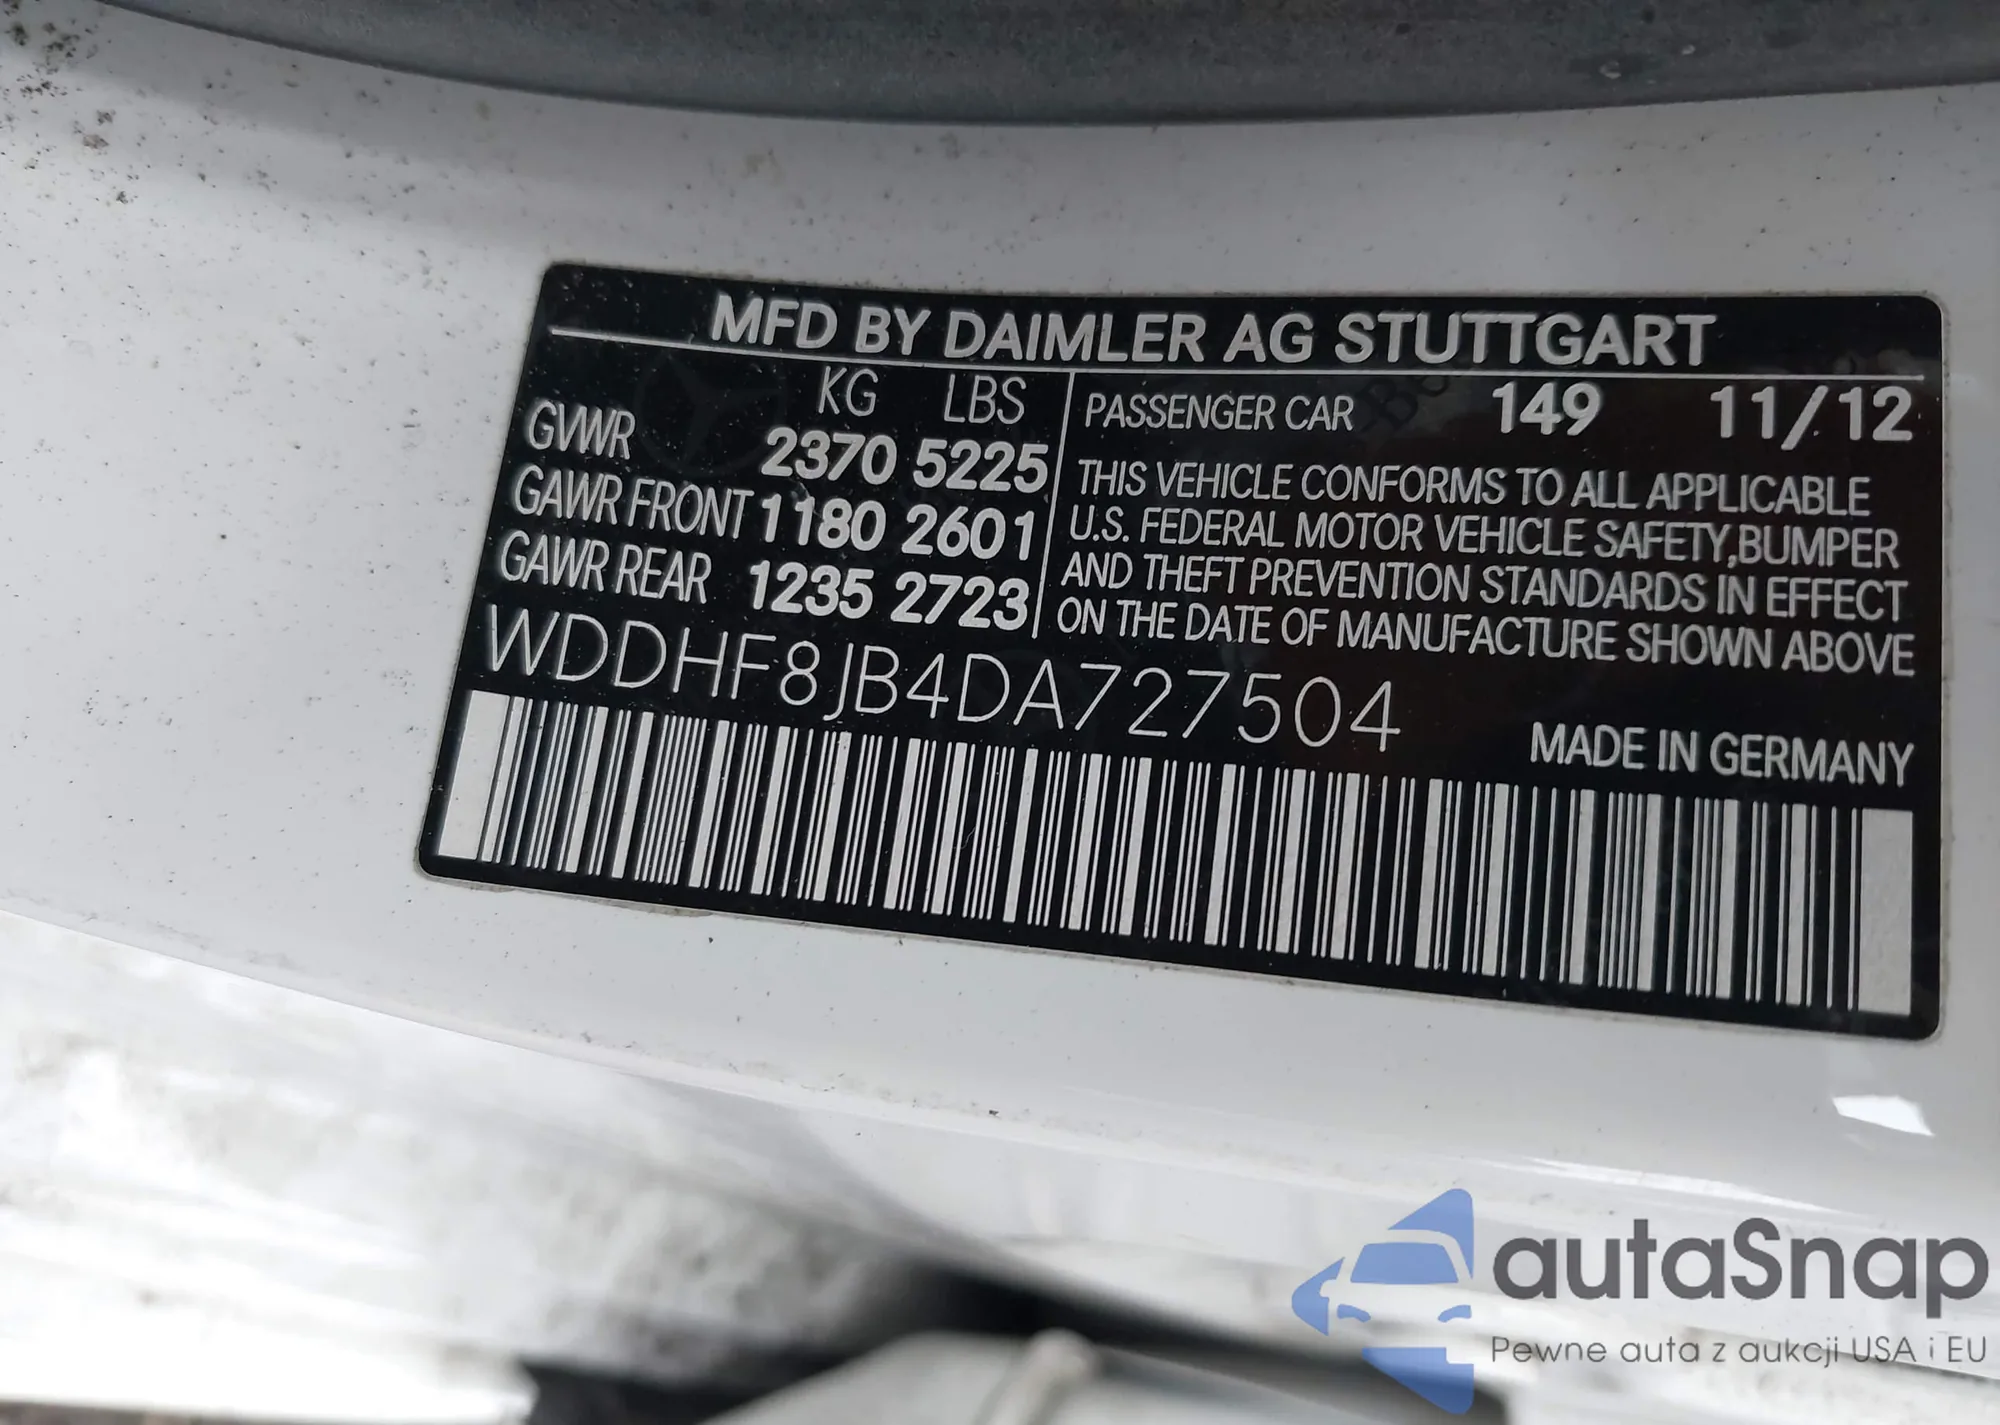 MFD BY DAIMLER AG STUTTGART
KG LBS
GVWR 2370 5225
GAWR FRONT 1180 2601
GAWR REAR 1235 2723
PASSENGER CAR 149 11/12
THIS VEHICLE CONFORMS TO ALL APPLICABLE
U.S. FEDERAL MOTOR VEHICLE SAFETY,BUMPER
AND THEFT PREVENTION STANDARDS IN EFFECT
ON THE DATE OF MANUFACTURE SHOWN ABOVE
WDDHF8JB4DA727504
MADE IN GERMANY
autaSnap
Pewne auta z aukcji USA i EU